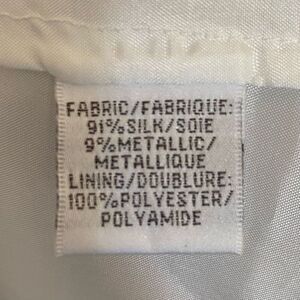 FABRIC/FABRIQUE:
91%SILK/SOIE
9%METALLIC/
METALLIQUE
LINING/DOUBLURE:
100%POLYESTER/
POLYAMIDE